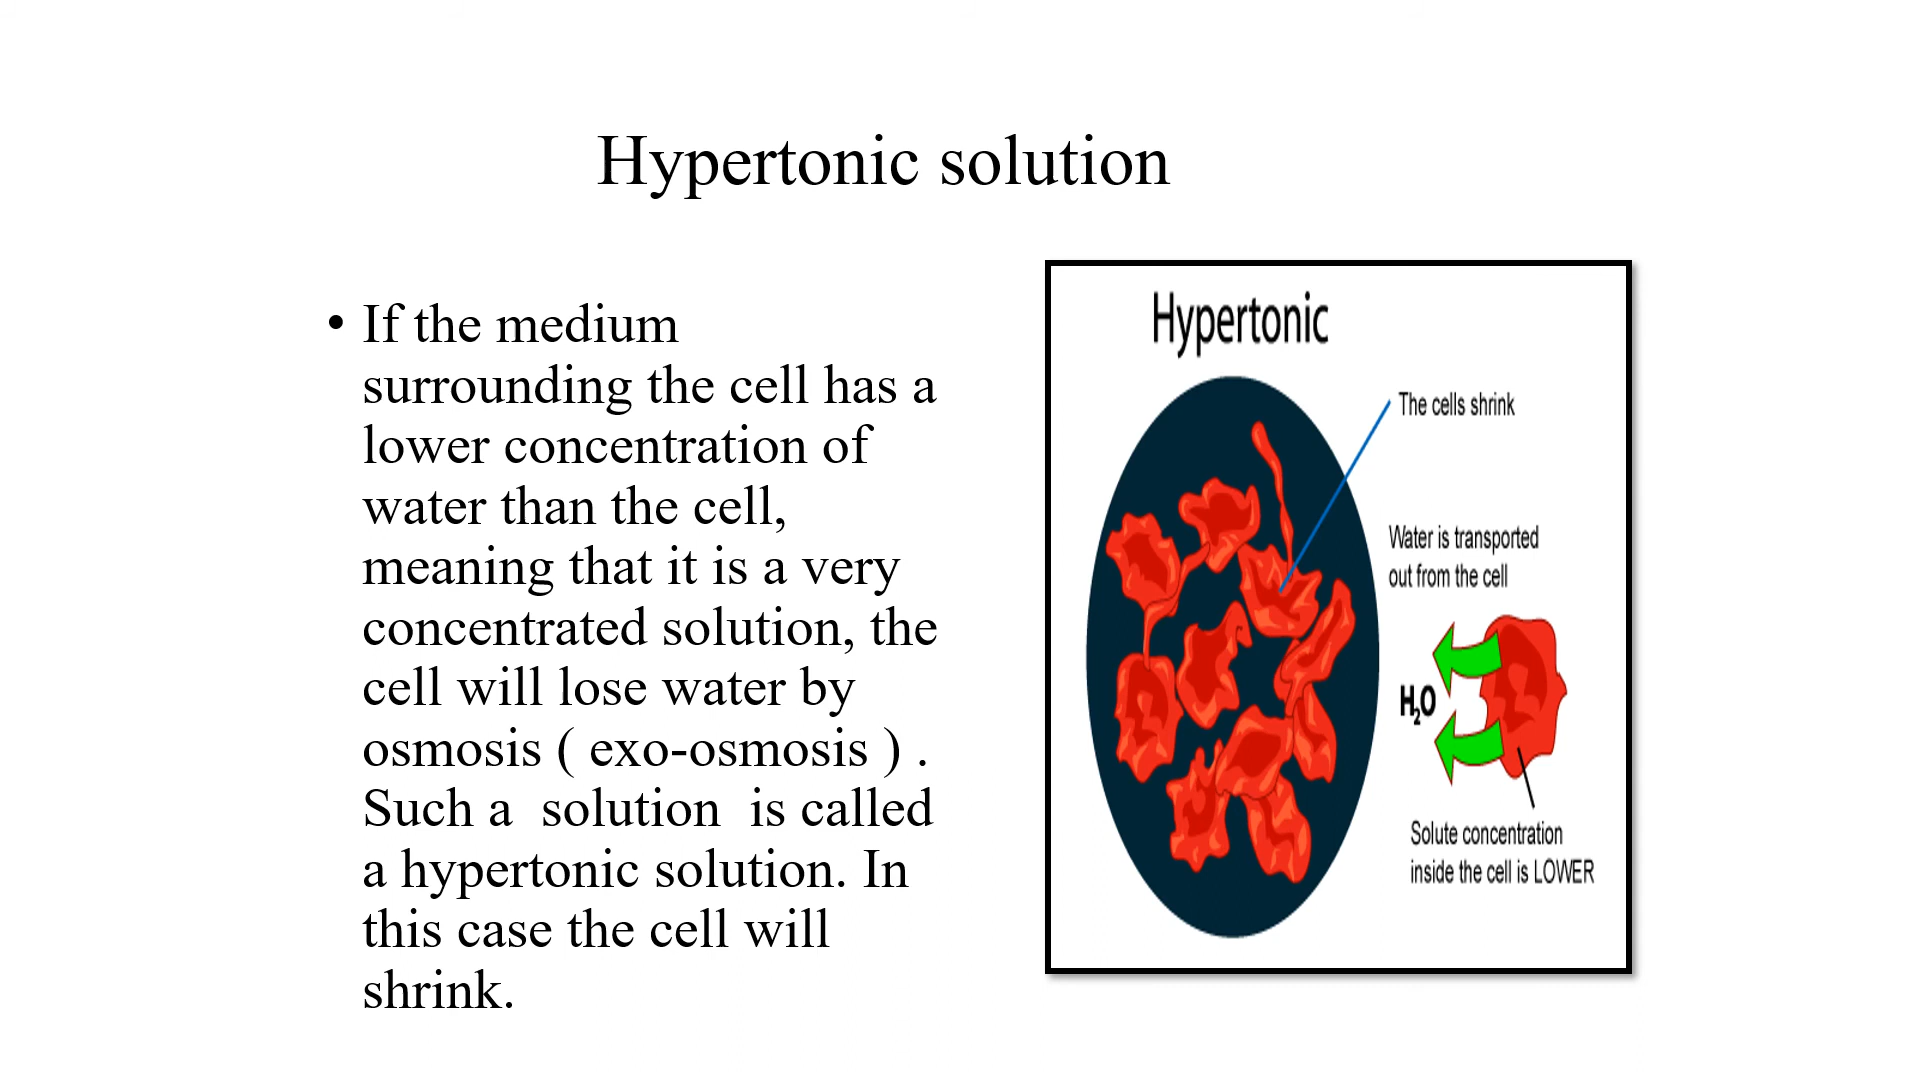 Hypertonic solution
• If the medium
surrounding the cell has a
lower concentration of
water than the cell,
meaning that it is a very
concentrated solution, the
cell will lose water by
osmosis ( exo-osmosis ) .
Such a  solution  is called
a hypertonic solution. In
this case the cell will
shrink.
Hypertonic
The cells shrink
Water is transported
out from the cell
H₂O
Solute concentration
inside the cell is LOWER